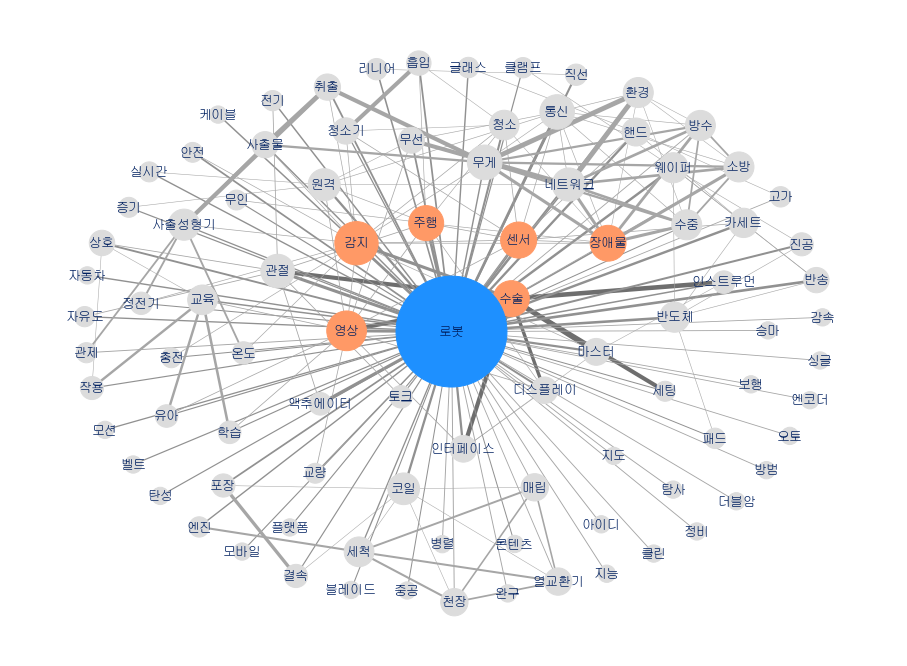 흡입
리니어
글래스
클램프
직선
취출
환경
전기
통신
케이블
청소기
청소
핸드
방수
사출물
무선
안전
무게
웨이퍼
소방
실시간
원격
네트워크
고가
증기
무인
사출성형기
주행
수중
카세트
상호
감지
센서
장애물
진공
자동차
관절
인스트루먼
반송
정전기
교육
수술
자유도
영상
로봇
반도체
감속
승마
관제
충전
온도
마스터
싱글
작용
액추에이터
토크
디스플레이
세팅
보행
엔코더
유아
모션
학습
인터페이스
패드
오토
벨트
교량
지도
방범
탄성
포장
코일
매립
탐사
더블암
엔진
플랫폼
아이디
정비
모바일
세척
병렬
콘텐츠
클린
결속
블레이드
중공
천장
완구
열교환기
지능